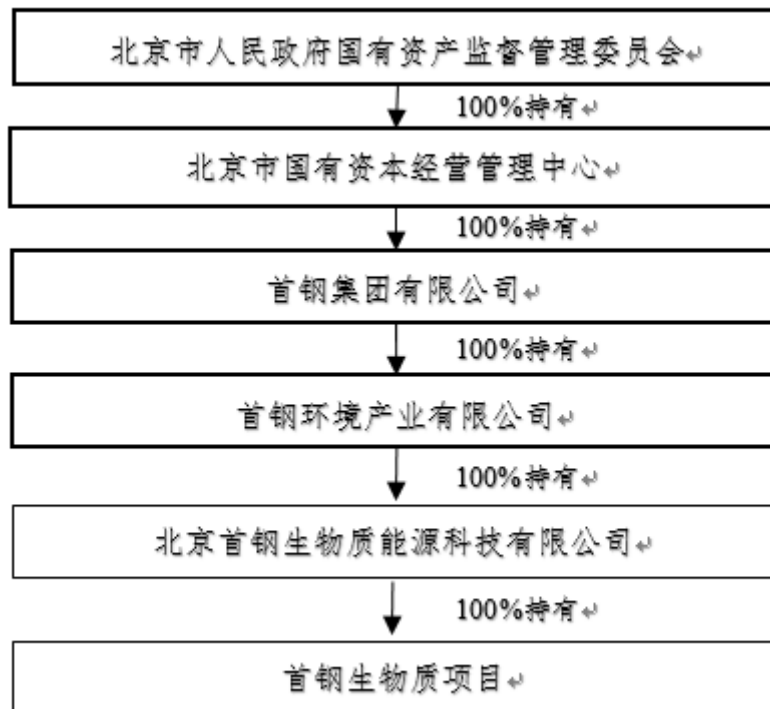 北京市人民政府国有资产监督管理委员会↵
100%持有↵
北京市国有资本经营管理中心↵
100%持有↵
首钢集团有限公司↵
100%持有↵
首钢环境产业有限公司↵
100%持有↵
北京首钢生物质能源科技有限公司↵
100%持有↵
首钢生物质项目↵